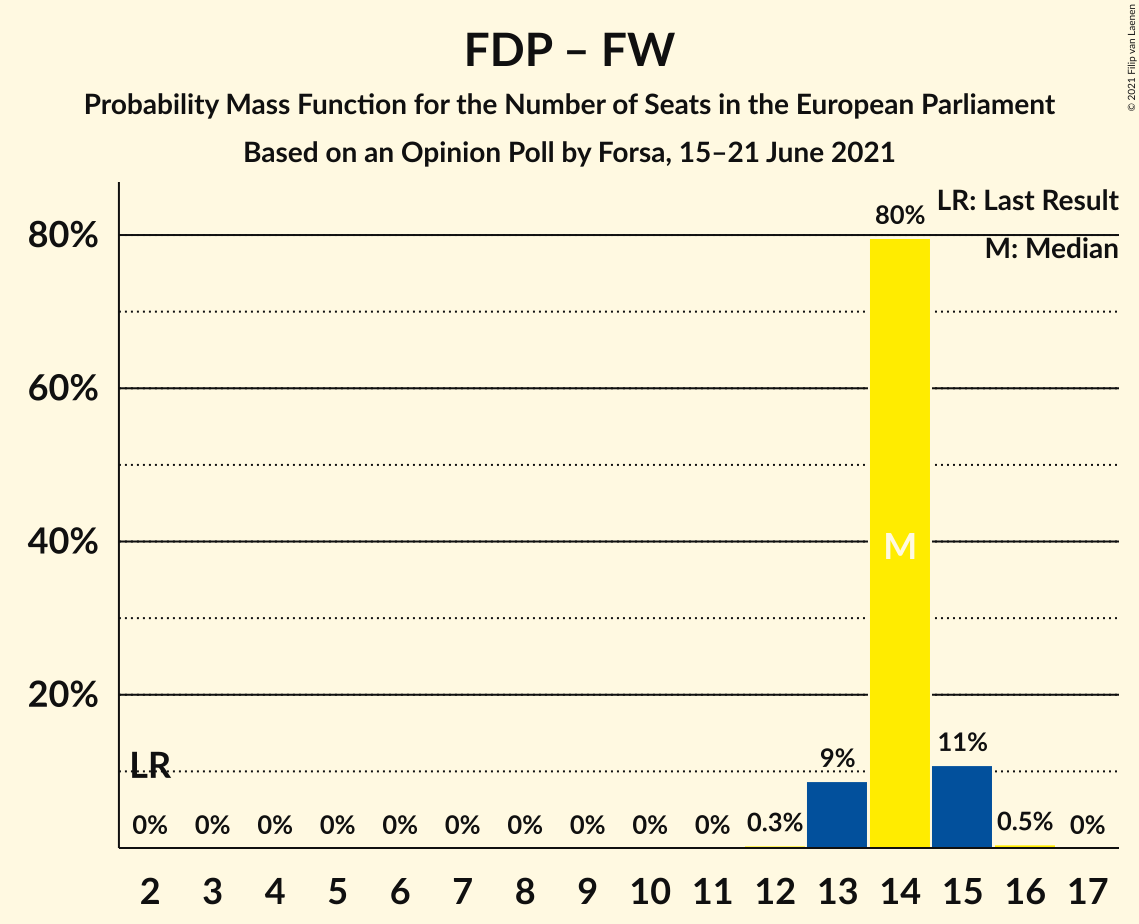 FDP – FW
Probability Mass Function for the Number of Seats in the European Parliament
Based on an Opinion Poll by Forsa, 15–21 June 2021
© 2021 Filip van Laenen
LR: Last Result
M: Median
80%
60%
40%
20%
LR
M
0% 0% 0% 0% 0% 0% 0% 0% 0% 0% 0.3% 9% 80% 11% 0.5% 0%
2 3 4 5 6 7 8 9 10 11 12 13 14 15 16 17